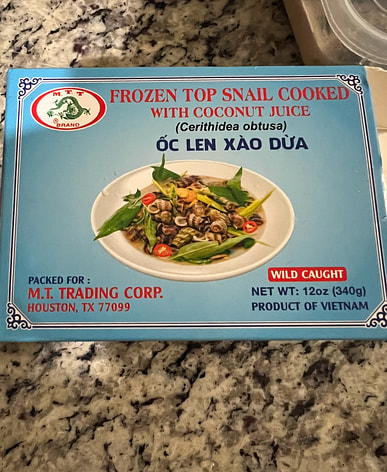 M.T.T
® BRAND
FROZEN TOP SNAIL COOKED
WITH COCONUT JUICE
(Cerithidea obtusa)
ỐC LEN XÀO DỪA
PACKED FOR :
M.T. TRADING CORP.
HOUSTON, TX 77099
WILD CAUGHT
NET WT: 12oz (340g)
PRODUCT OF VIETNAM